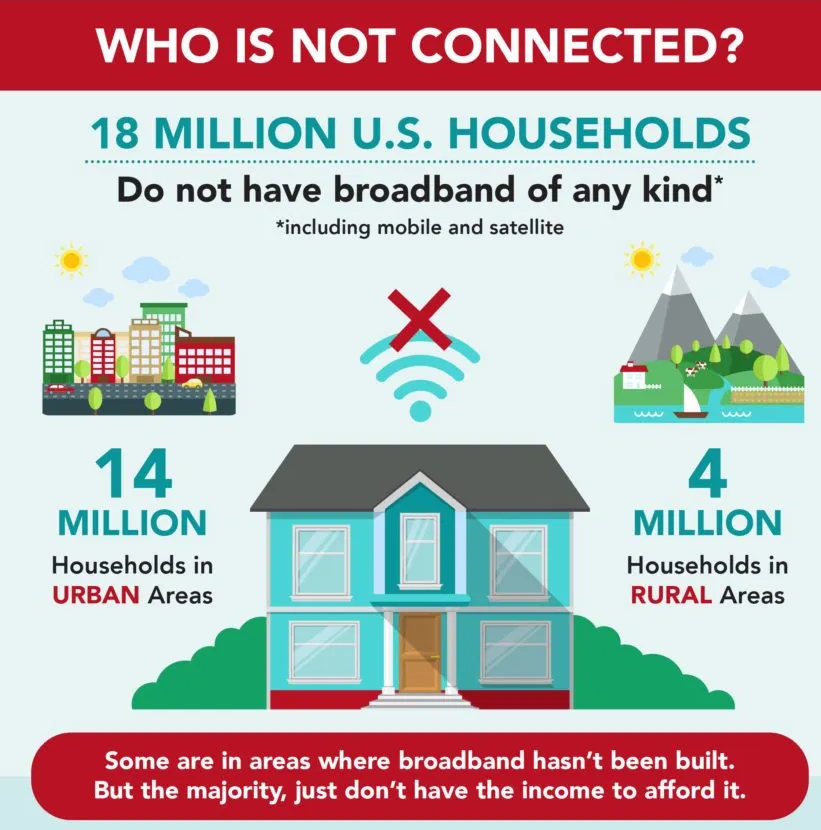 WHO IS NOT CONNECTED?
18 MILLION U.S. HOUSEHOLDS
Do not have broadband of any kind*
*including mobile and satellite
14
MILLION
Households in
URBAN Areas
4
MILLION
Households in
RURAL Areas
Some are in areas where broadband hasn’t been built.
But the majority, just don’t have the income to afford it.